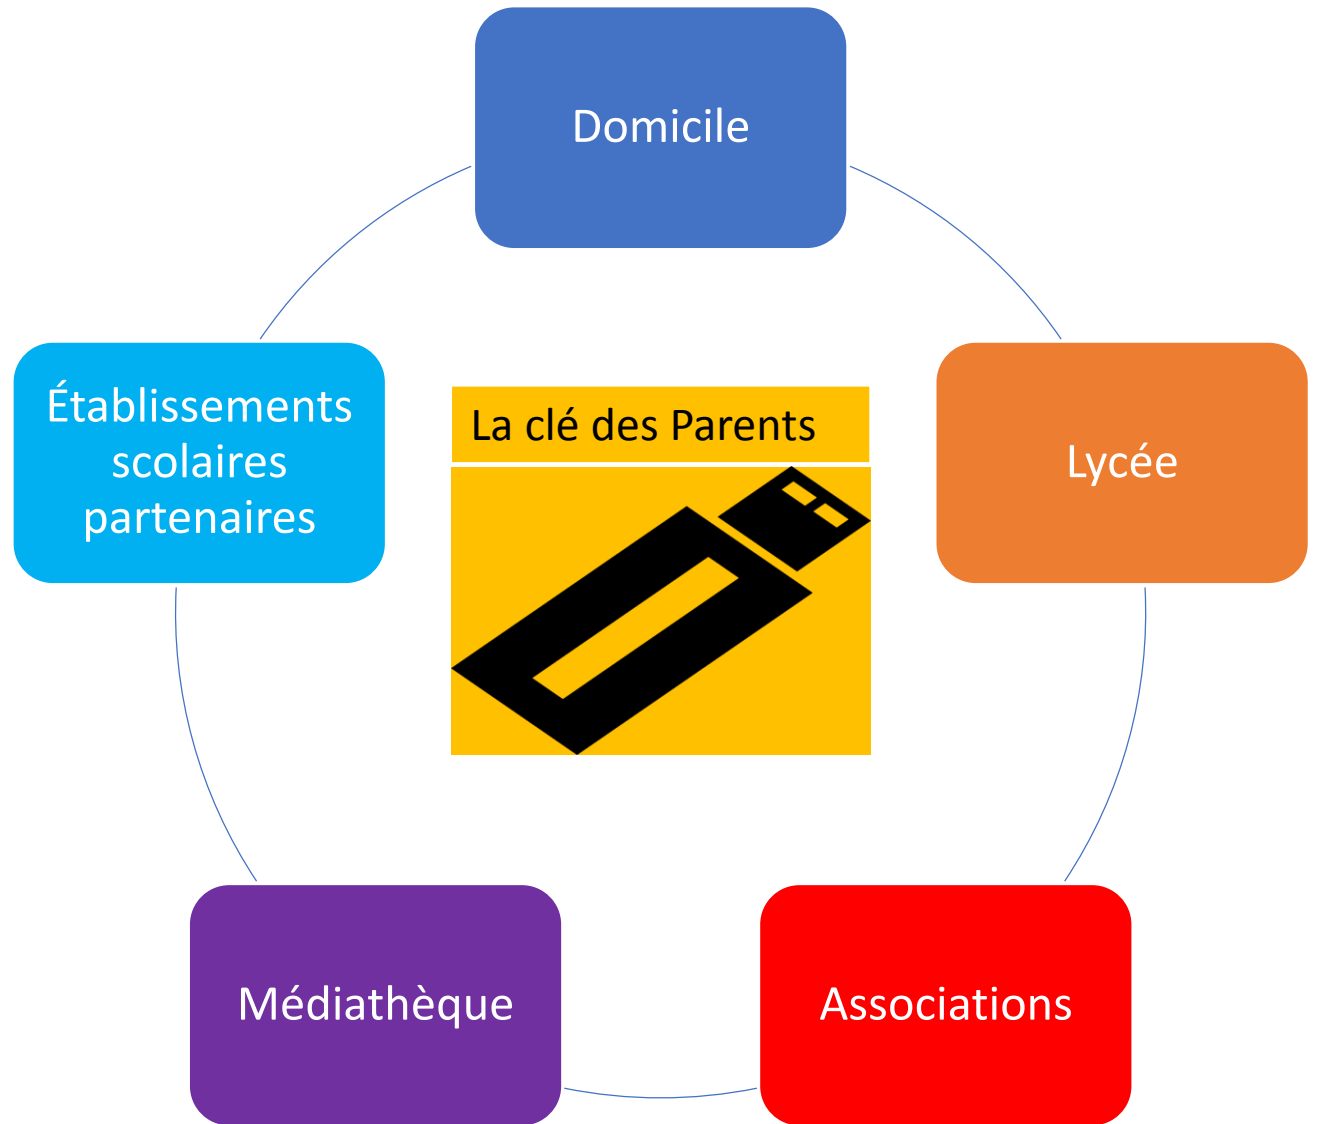 Domicile
Établissements
scolaires
partenaires
La clé des Parents
Lycée
Médiathèque
Associations